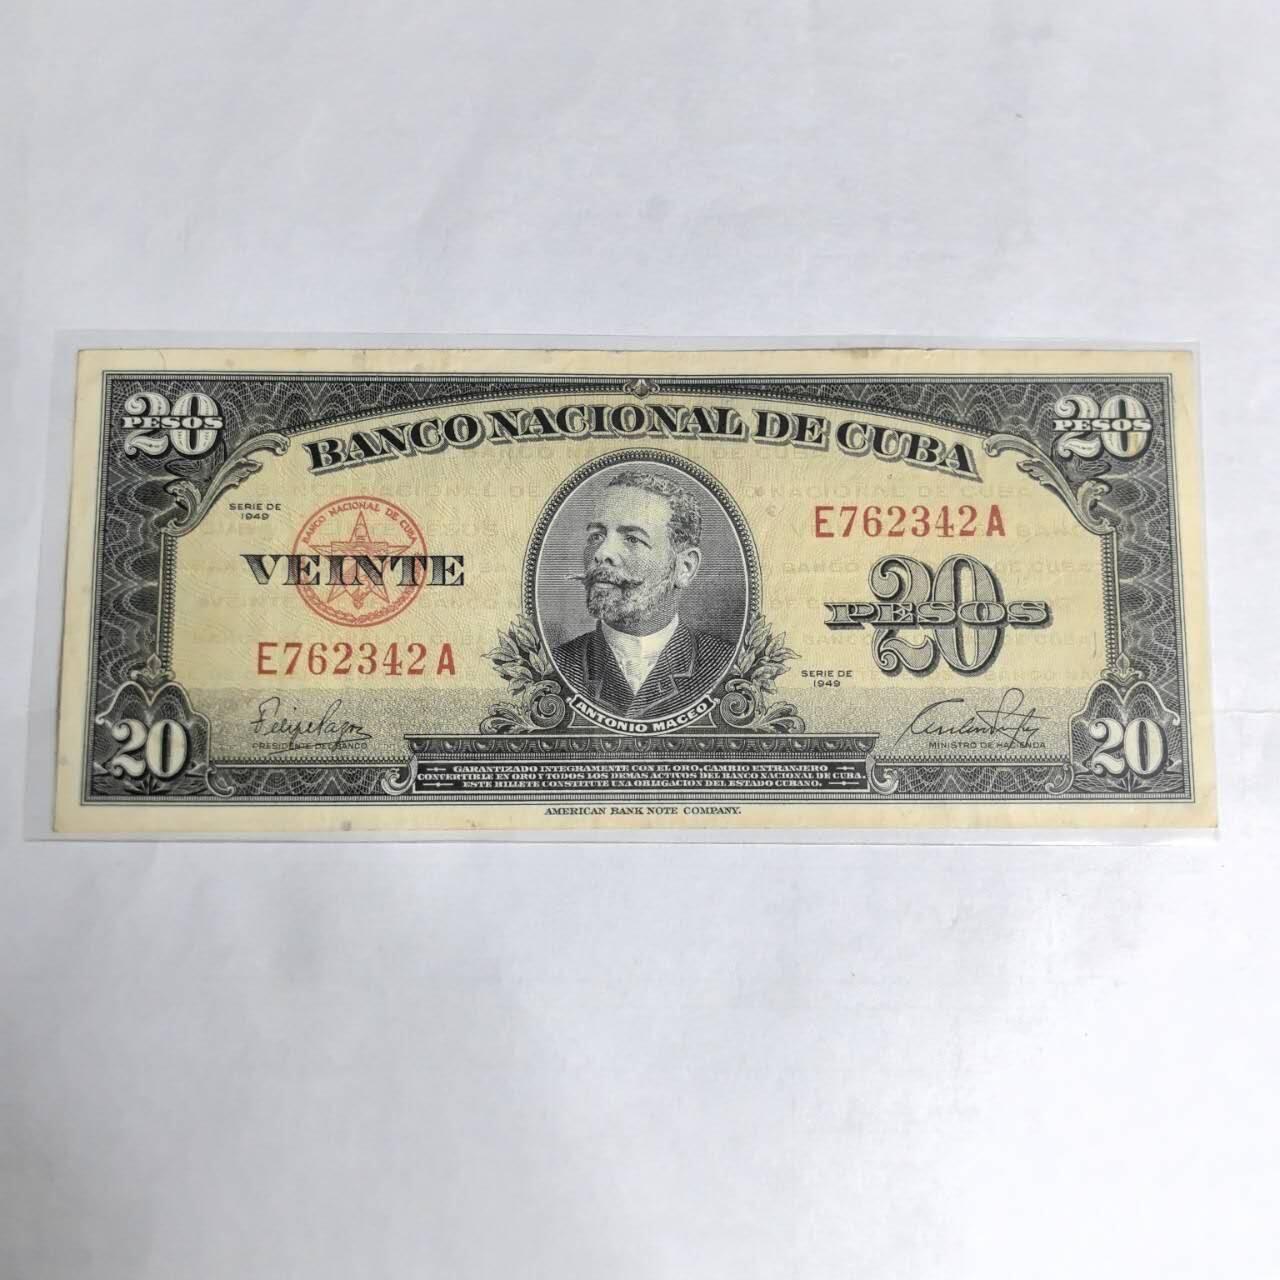 20
PESOS
20
PESOS
BANCO NACIONAL DE CUBA
SERIE DE
1949
BANCO NACIONAL DE CUBA
E762342A
VEINTE
20
PESOS
E762342A
SERIE DE
1949
ANTONIO MACEO
20
PRESIDENTE DEL BANCO
MINISTRO DE HACIENDA
20
GARANTIZADO INTEGRAMENTE CON EL ORO, CAMBIO EXTRANJERO
CONVERTIBLE EN ORO Y TODOS LOS DEMAS ACTIVOS DEL BANCO NACIONAL DE CUBA.
ESTE BILLETE CONSTITUYE UNA OBLIGACION DEL ESTADO CUBANO.
AMERICAN BANK NOTE COMPANY.